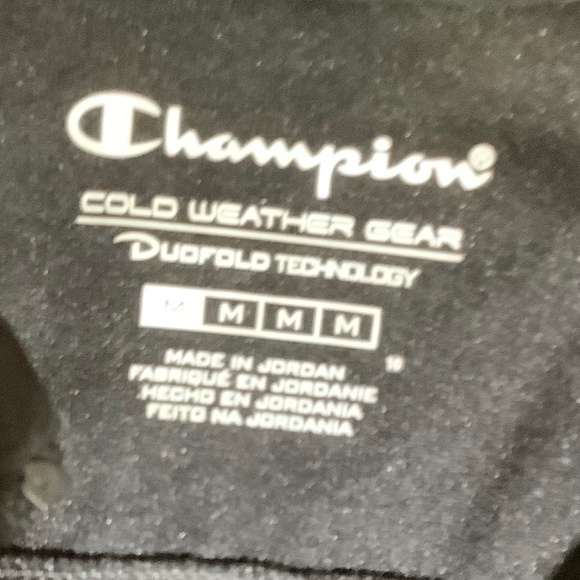 Champion®
COLD WEATHER GEAR
DUOFOLD TECHNOLOGY
M M M M
MADE IN JORDAN
FABRIQUÉ EN JORDANIE
HECHO EN JORDANIA
FEITO NA JORDANIA